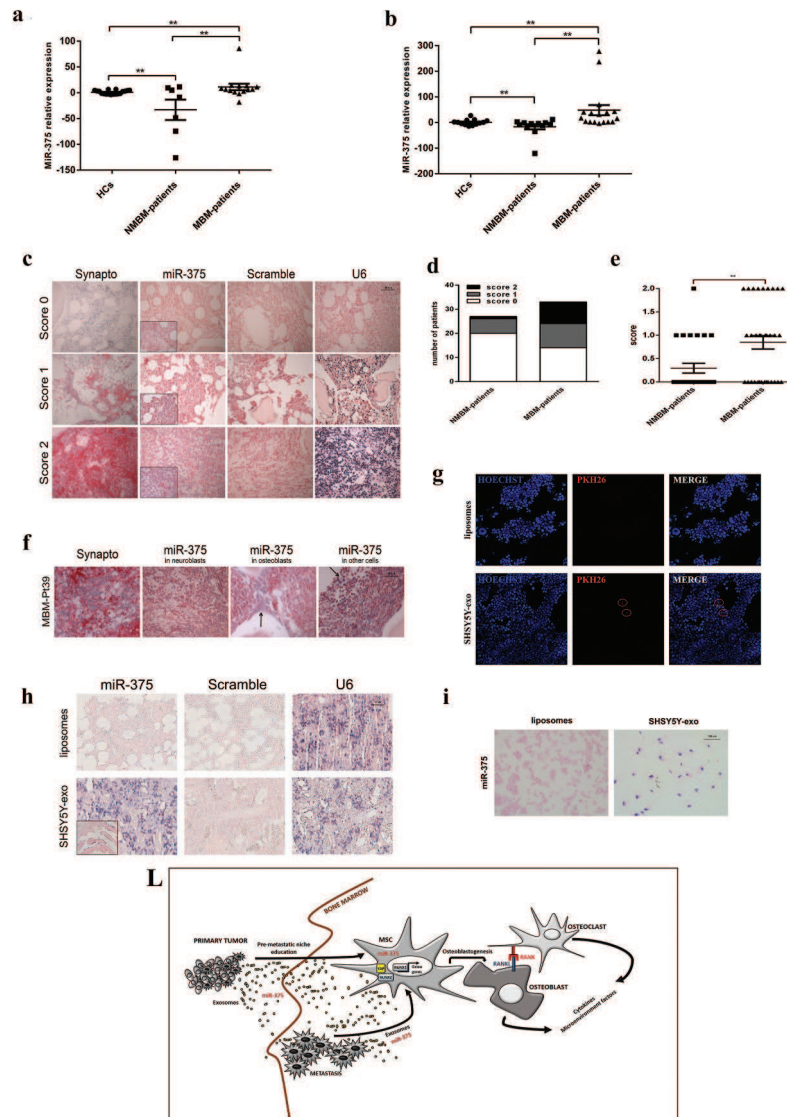 a
MiR-375 relative expression
100
50
0
-50
-100
-150
**
**
**
HCs
NMBM-patients
MBM-patients
b
MiR-375 relative expression
300
200
100
0
-100
-200
**
**
**
HCs
NMBM-patients
MBM-patients
c
Synapto
miR-375
Scramble
U6
Score 0
Score 1
Score 2
d
number of patients
30
20
10
0
score 2
score 1
score 0
NMBM-patients
MBM-patients
e
score
2.0
1.5
1.0
0.5
0.0
**
NMBM-patients
MBM-patients
f
Synapto
miR-375
in neuroblasts
miR-375
in osteoblasts
miR-375
in other cells
MBM-Pt39
g
HOECHST
PKH26
MERGE
liposomes
HOECHST
PKH26
MERGE
SHSY5Y-exo
h
miR-375
Scramble
U6
liposomes
SHSY5Y-exo
i
liposomes
SHSY5Y-exo
miR-375
L
BONE MARROW
PRIMARY TUMOR
Pre-metastatic niche
education
Exosomes
miR-375
MSC
miR-375
YAP
RUNX2
Osteoblastogenesis
OSTEOCLAST
RANK
RANKL
OSTEOBLAST
Cytokines
Microenvironment factors
Exosomes
miR-375
METASTASIS